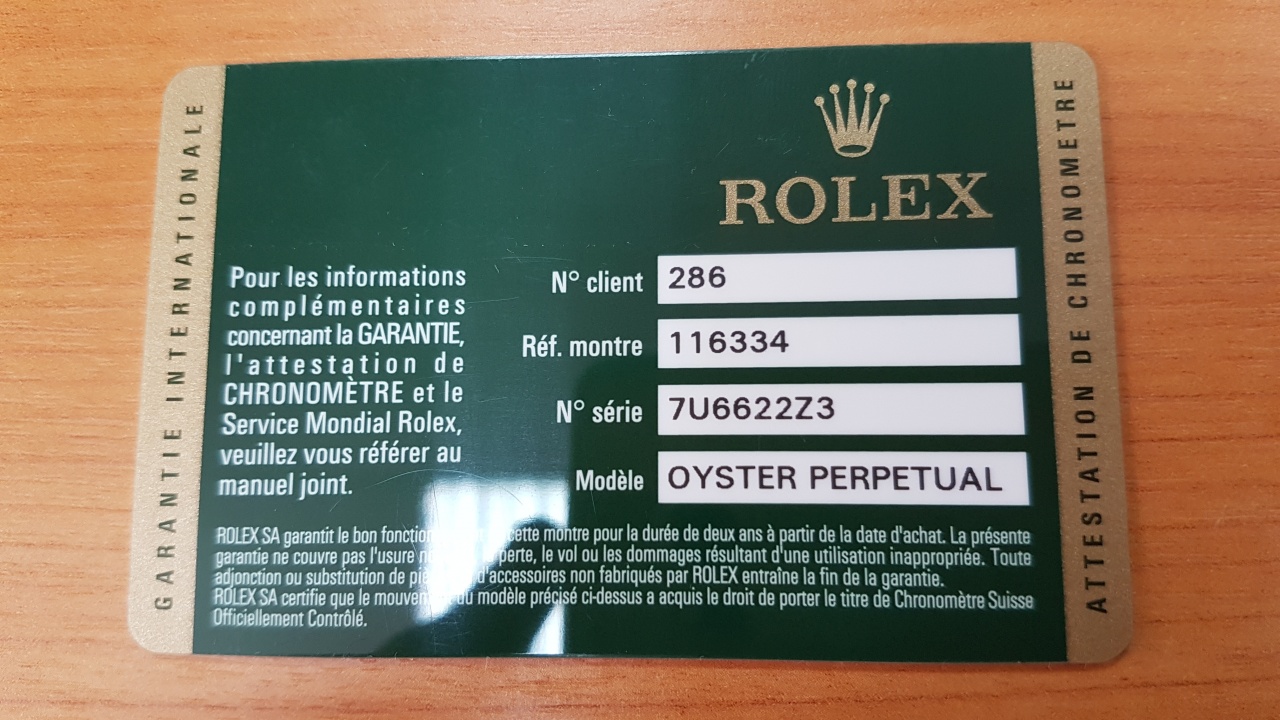 GARANTIE INTERNATIONALE
ROLEX
Pour les informations
complémentaires
concernant la GARANTIE,
l'attestation de
CHRONOMÈTRE et le
Service Mondial Rolex,
veuillez vous référer au
manuel joint.
N° client 286
Réf. montre 116334
N° série 7U6622Z3
Modèle OYSTER PERPETUAL
ROLEX SA garantit le bon cette montre pour la durée de deux ans à partir de la date d'achat. La présente
garantie ne couvre pas l'usure perte, le vol ou les dommages résultant d'une utilisation inappropriée. Toute
adjonction ou substitution de d'accessoires non fabriqués par ROLEX entraîne la fin de la garantie.
ROLEX SA certifie que le du modèle précisé ci-dessus a acquis le droit de porter le titre de Chronomètre Suisse
Officiellement Contrôlé.
ATTESTATION DE CHRONOMETRE